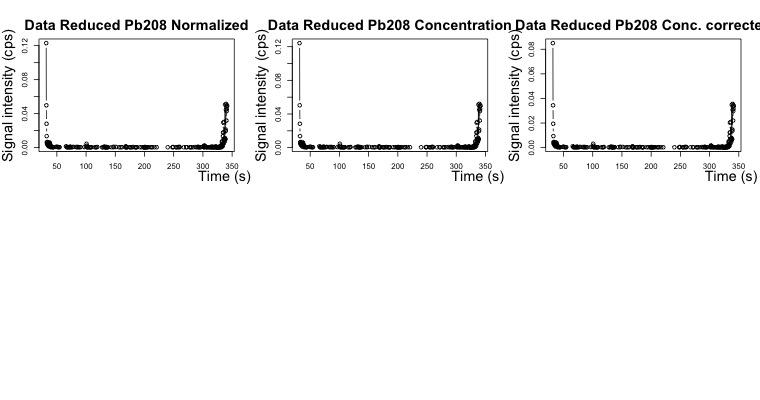 Data Reduced Pb208 Normalized
Signal intensity (cps)
0.00 0.04 0.08 0.12
50 100 150 200 250 300 350
Time (s)
Data Reduced Pb208 Concentration
Signal intensity (cps)
0.00 0.04 0.08 0.12
50 100 150 200 250 300 350
Time (s)
Data Reduced Pb208 Conc. correcte
Signal intensity (cps)
0.00 0.02 0.04 0.06 0.08
50 100 150 200 250 300 350
Time (s)